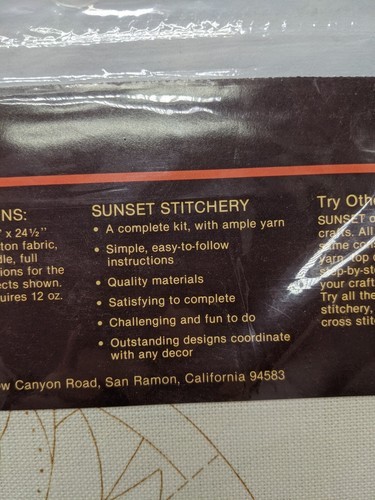 NS:
x 24½"
ton fabric,
dle, full
ions for the
ects shown.
uires 12 oz.
SUNSET STITCHERY
• A complete kit, with ample yarn
• Simple, easy-to-follow
instructions
• Quality materials
• Satisfying to complete
• Challenging and fun to do
• Outstanding designs coordinate
with any decor
Try Othe
SUNSET o
crafts. All
same con
yarn, top
step-by-st
your craft
Try all the
stitchery,
cross stit
ow Canyon Road, San Ramon, California 94583